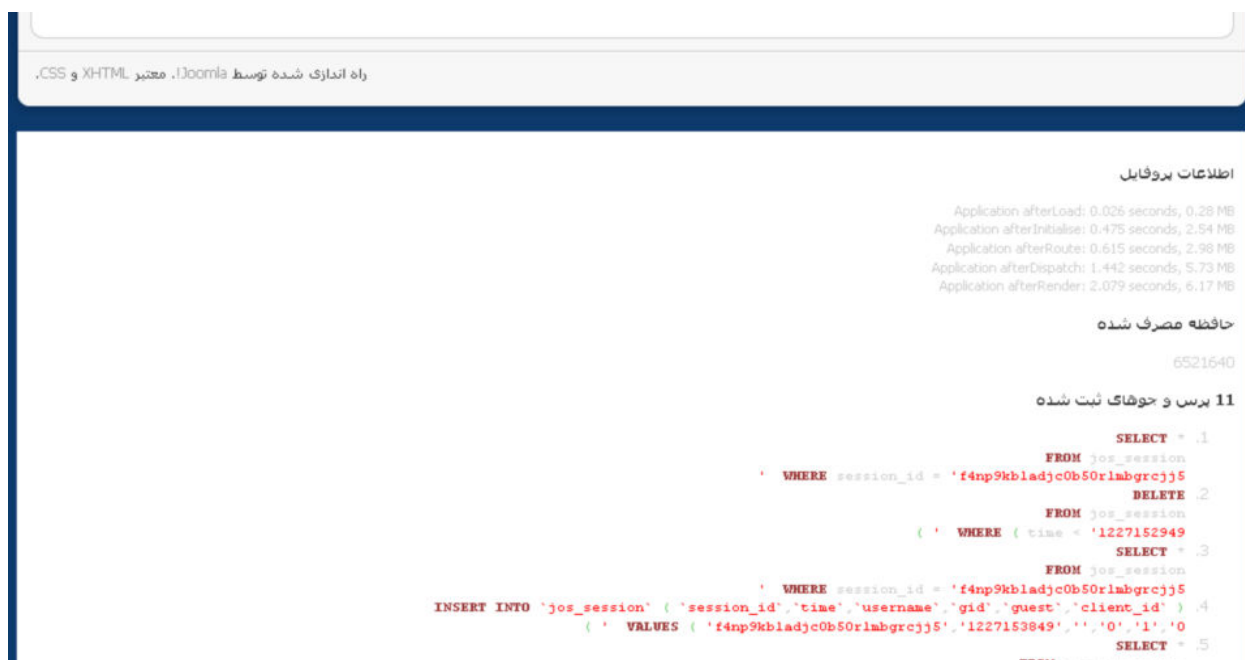 راه اندازی شده توسط Joomla!. معتبر XHTML و CSS.
اطلاعات پروفایل
Application afterLoad: 0.026 seconds, 0.28 MB
Application afterInitialise: 0.475 seconds, 2.54 MB
Application afterRoute: 0.615 seconds, 2.98 MB
Application afterDispatch: 1.442 seconds, 5.73 MB
Application afterRender: 2.079 seconds, 6.17 MB
حافظه مصرف شده
6521640
11 پرس و جوهای ثبت شده
1. SELECT *
FROM jos_session
' WHERE session_id = 'f4np9kbladjc0b50rlmbgrcjj5
2. DELETE
FROM jos_session
( ' WHERE ( time < '1227152949
3. SELECT *
FROM jos_session
' WHERE session_id = 'f4np9kbladjc0b50rlmbgrcjj5
4. INSERT INTO `jos_session` ( `session_id`,`time`,`username`,`gid`,`guest`,`client_id` )
( ' VALUES ( 'f4np9kbladjc0b50rlmbgrcjj5','1227153849','','0','1','0
5. SELECT *